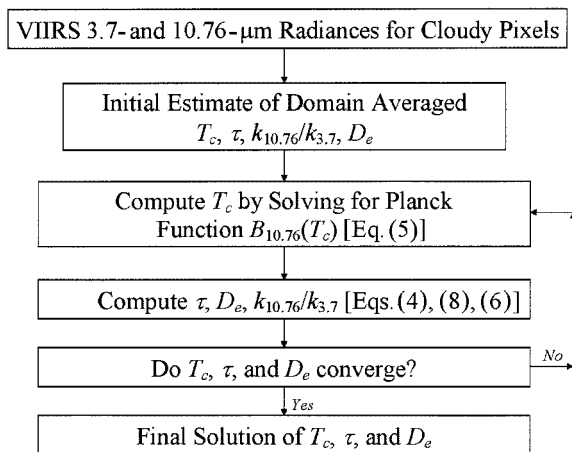 VIIRS 3.7- and 10.76-μm Radiances for Cloudy Pixels
Initial Estimate of Domain Averaged
T_c, τ, k_10.76/k_3.7, D_e
Compute T_c by Solving for Planck
Function B_10.76(T_c) [Eq. (5)]
Compute τ, D_e, k_10.76/k_3.7 [Eqs. (4), (8), (6)]
Do T_c, τ, and D_e converge?
No
Yes
Final Solution of T_c, τ, and D_e